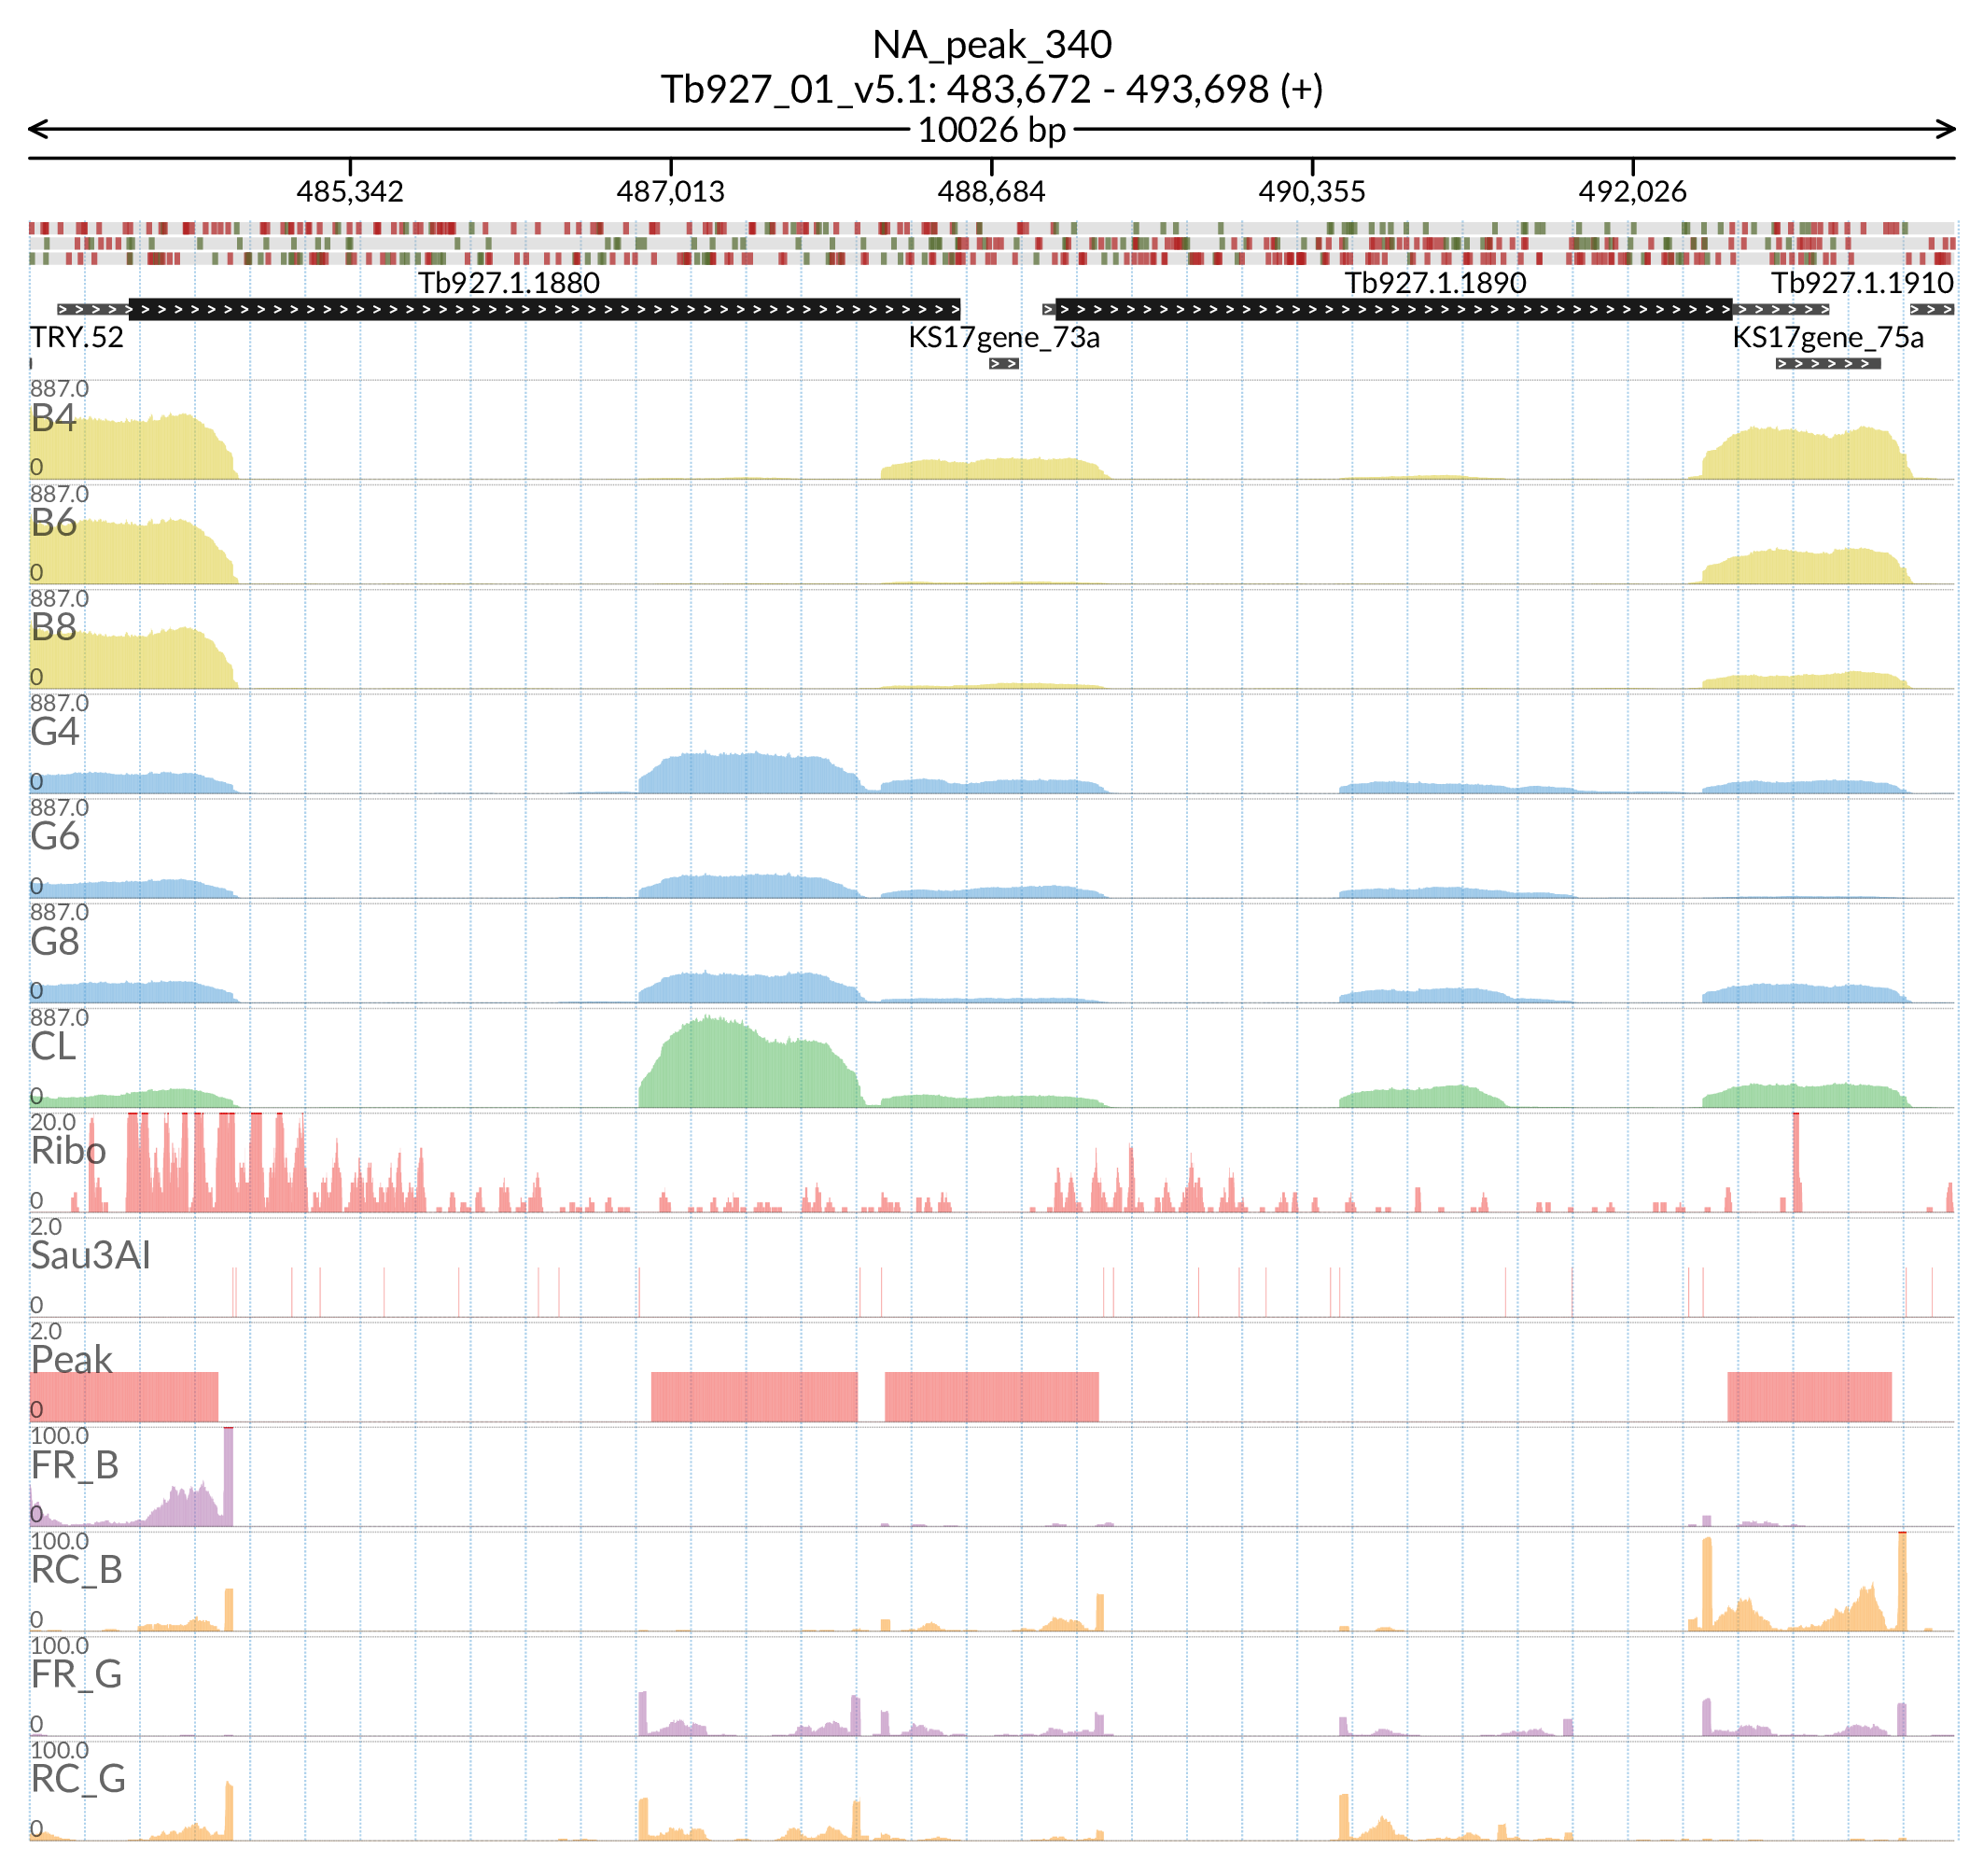 NA_peak_340
Tb927_01_v5.1: 483,672 - 493,698 (+)
10026 bp
485,342 487,013 488,684 490,355 492,026
Tb927.1.1880 Tb927.1.1890 Tb927.1.1910
TRY.52 KS17gene_73a KS17gene_75a
887.0
B4
0
887.0
B6
0
887.0
B8
0
887.0
G4
0
887.0
G6
0
887.0
G8
0
887.0
CL
0
20.0
Ribo
0
2.0
Sau3AI
0
2.0
Peak
0
100.0
FR_B
0
100.0
RC_B
0
100.0
FR_G
0
100.0
RC_G
0